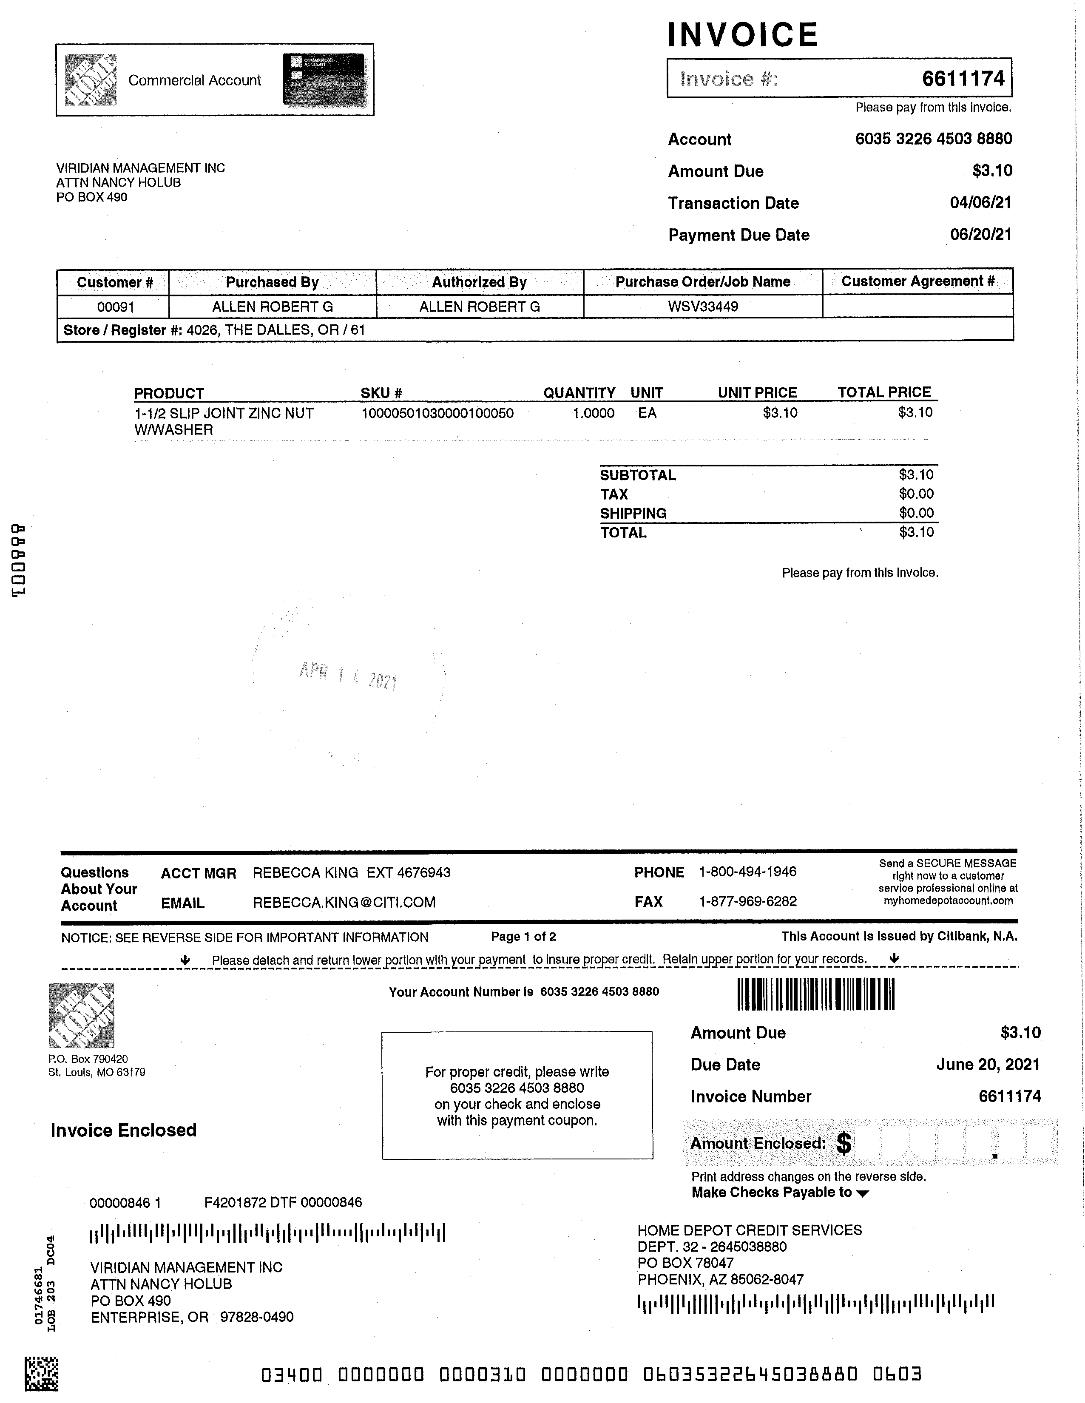 INVOICE
THE HOME DEPOT
Commercial Account
Invoice #: 6611174
Please pay from this invoice.
Account 6035 3226 4503 8880
Amount Due $3.10
Transaction Date 04/06/21
Payment Due Date 06/20/21
VIRIDIAN MANAGEMENT INC
ATTN NANCY HOLUB
PO BOX 490
Customer # Purchased By Authorized By Purchase Order/Job Name Customer Agreement #
00091 ALLEN ROBERT G ALLEN ROBERT G WSV33449
Store / Register #: 4026, THE DALLES, OR / 61
PRODUCT SKU # QUANTITY UNIT UNIT PRICE TOTAL PRICE
1-1/2 SLIP JOINT ZINC NUT 10000501030000100050 1.0000 EA $3.10 $3.10
W/WASHER
SUBTOTAL $3.10
TAX $0.00
SHIPPING $0.00
TOTAL $3.10
Please pay from this invoice.
APR 2021
Questions About Your Account
ACCT MGR REBECCA KING EXT 4676943 PHONE 1-800-494-1946
EMAIL REBECCA.KING@CITI.COM FAX 1-877-969-6282
Send a SECURE MESSAGE
right now to a customer
service professional online at
myhomedepotaccount.com
NOTICE: SEE REVERSE SIDE FOR IMPORTANT INFORMATION Page 1 of 2 This Account is Issued by Citibank, N.A.
Please detach and return lower portion with your payment to insure proper credit. Retain upper portion for your records.
THE HOME DEPOT
P.O. Box 790420
St. Louis, MO 63179
Your Account Number is 6035 3226 4503 8880
For proper credit, please write
6035 3226 4503 8880
on your check and enclose
with this payment coupon.
Amount Due $3.10
Due Date June 20, 2021
Invoice Number 6611174
Invoice Enclosed
Amount Enclosed: $ .
Print address changes on the reverse side.
Make Checks Payable to
00000846 1 F4201872 DTF 00000846
VIRIDIAN MANAGEMENT INC
ATTN NANCY HOLUB
PO BOX 490
ENTERPRISE, OR 97828-0490
HOME DEPOT CREDIT SERVICES
DEPT. 32 - 2645038880
PO BOX 78047
PHOENIX, AZ 85062-8047
01746681 DC04
LOB 203
03400 0000000 0000310 0000000 06035322645038880 0603